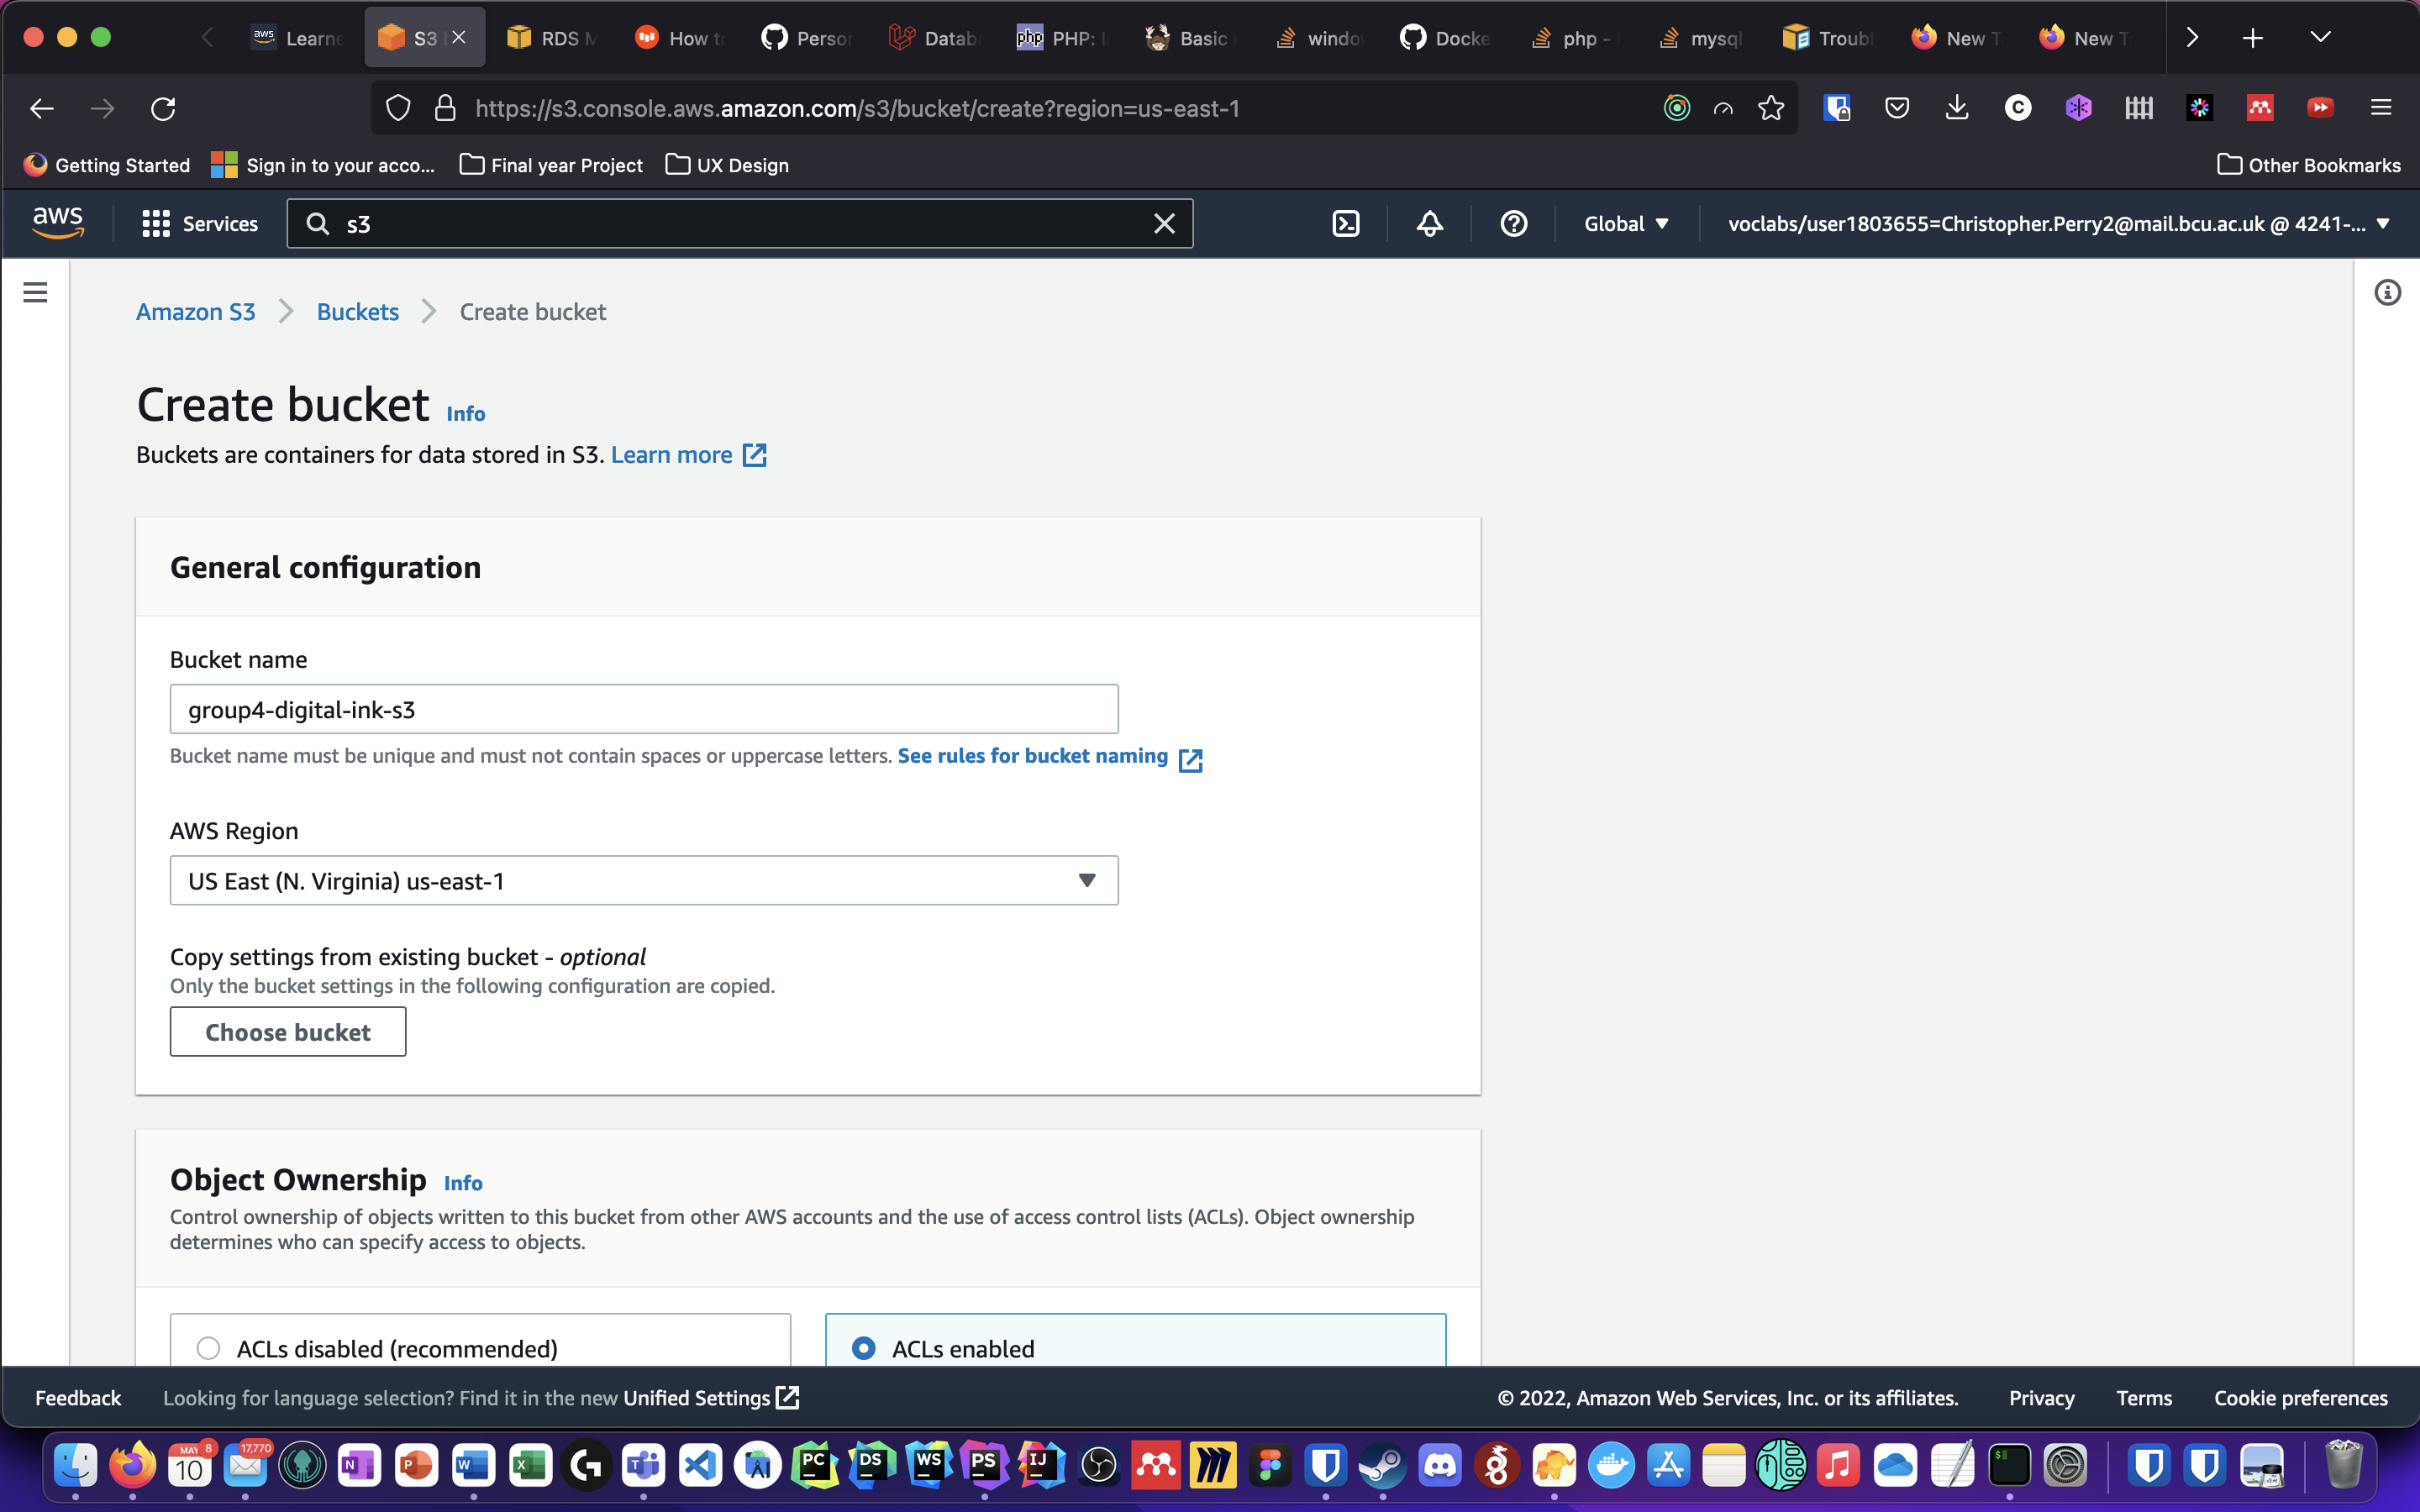 Learne
S3
RDS M
How to
Person
Datab
PHP: I
Basic
windo
Docke
php -
mysql
Troubl
New T
New T
https://s3.console.aws.amazon.com/s3/bucket/create?region=us-east-1
Getting Started
Sign in to your acco...
Final year Project
UX Design
Other Bookmarks
aws
Services
s3
Global
voclabs/user1803655=Christopher.Perry2@mail.bcu.ac.uk @ 4241-...
Amazon S3
Buckets
Create bucket
Create bucket Info
Buckets are containers for data stored in S3. Learn more
General configuration
Bucket name
group4-digital-ink-s3
Bucket name must be unique and must not contain spaces or uppercase letters. See rules for bucket naming
AWS Region
US East (N. Virginia) us-east-1
Copy settings from existing bucket - optional
Only the bucket settings in the following configuration are copied.
Choose bucket
Object Ownership Info
Control ownership of objects written to this bucket from other AWS accounts and the use of access control lists (ACLs). Object ownership
determines who can specify access to objects.
ACLs disabled (recommended)
ACLs enabled
Feedback
Looking for language selection? Find it in the new Unified Settings
© 2022, Amazon Web Services, Inc. or its affiliates.
Privacy
Terms
Cookie preferences
MAY
10
8
17,770
PC
DS
WS
PS
IJ